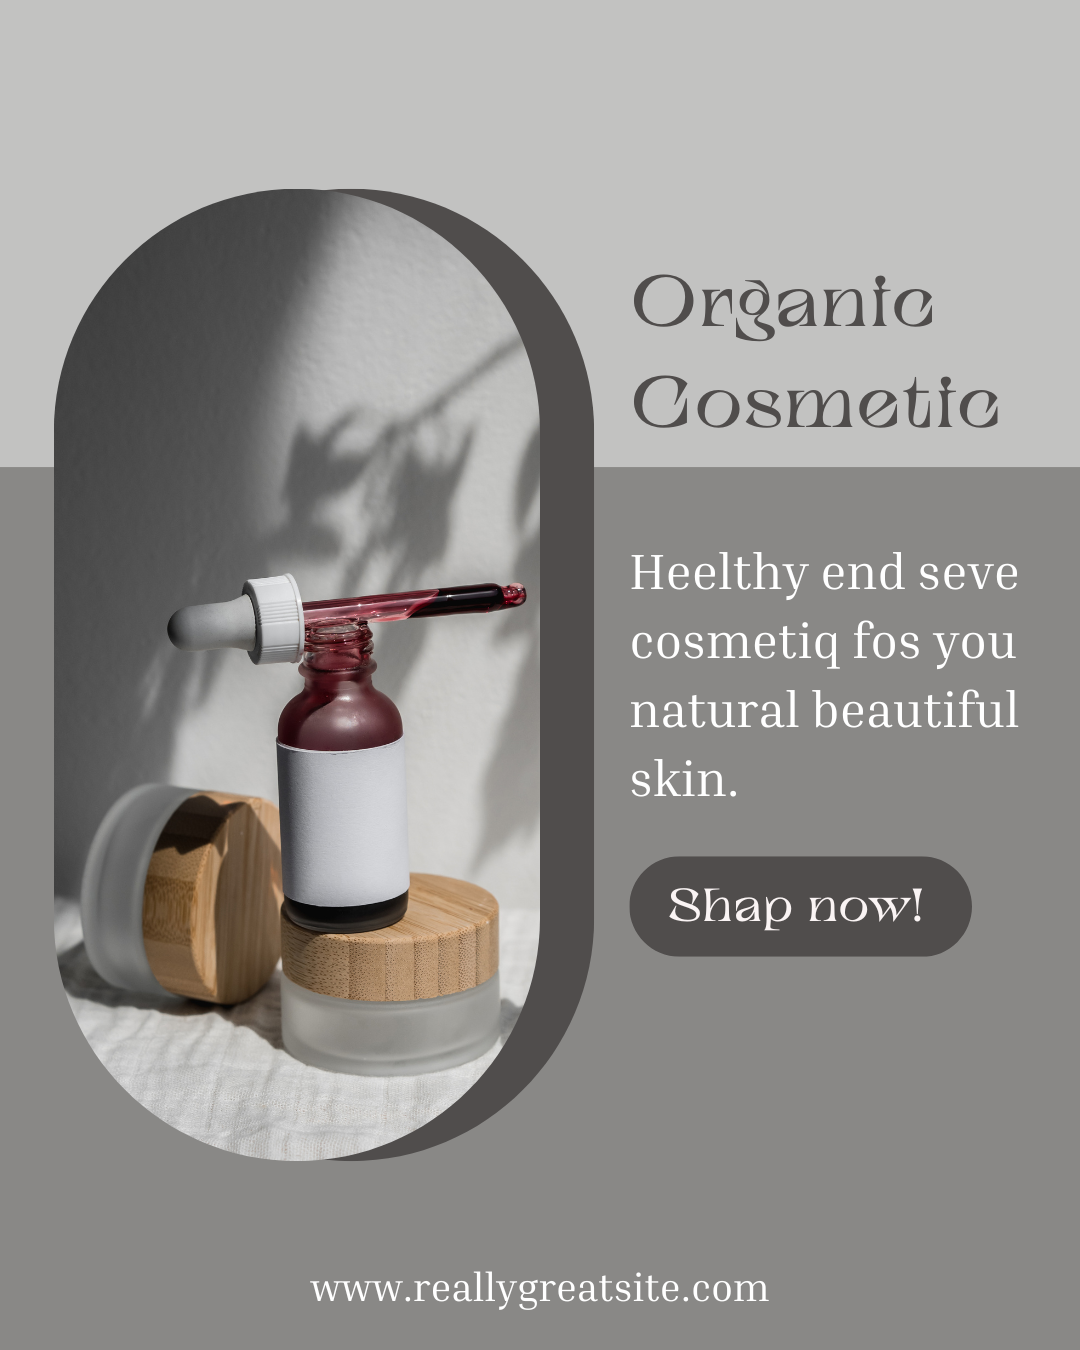 Organic
Cosmetic
Heelthy end seve
cosmetiq fos you
natural beautiful
skin.
Shap now!
www.reallygreatsite.com